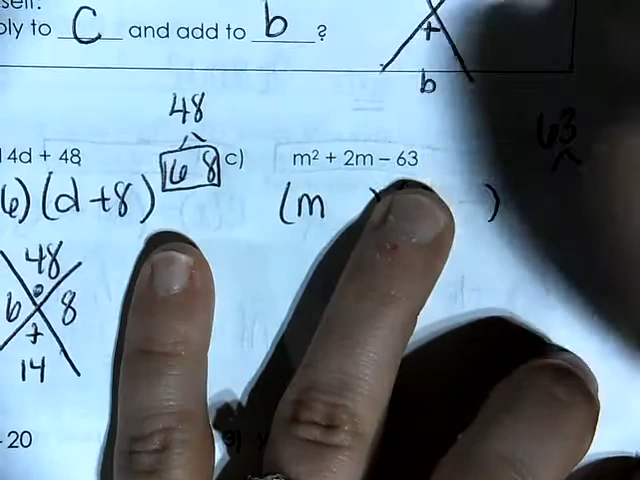 self.
ply to C and add to b ?
+
b
48
63
14d + 48
6 8
c) m² + 2m – 63
6)(d+8)
(m )( )
48
6 8
+
14
- 20